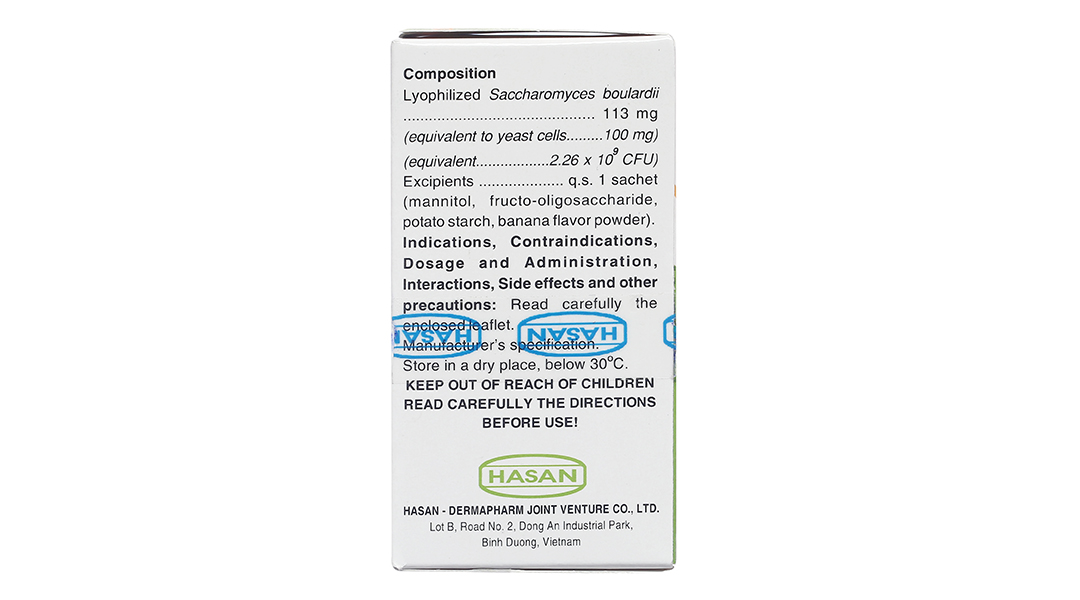 Composition
Lyophilized Saccharomyces boulardii
............................................. 113 mg
(equivalent to yeast cells.........100 mg)
(equivalent.................2.26 x 10⁹ CFU)
Excipients .................... q.s. 1 sachet
(mannitol, fructo-oligosaccharide,
potato starch, banana flavor powder).
Indications, Contraindications,
Dosage and Administration,
Interactions, Side effects and other
precautions: Read carefully the
enclosed leaflet.
HASAN HASAN
Manufacturer's specification.
Store in a dry place, below 30°C.
KEEP OUT OF REACH OF CHILDREN
READ CAREFULLY THE DIRECTIONS
BEFORE USE!
HASAN
HASAN - DERMAPHARM JOINT VENTURE CO., LTD.
Lot B, Road No. 2, Dong An Industrial Park,
Binh Duong, Vietnam